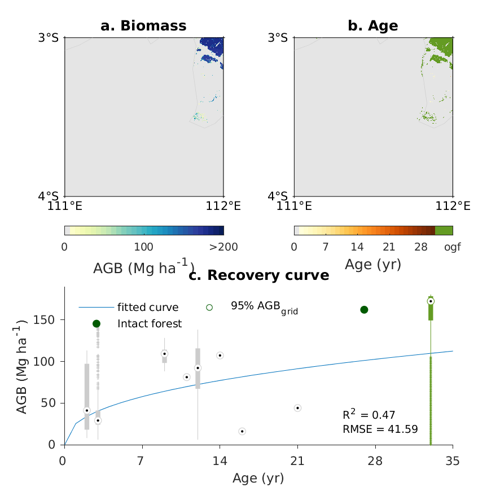 a. Biomass
b. Age
3°S
3°S
4°S
4°S
111°E
112°E
111°E
112°E
0
100
>200
0
7
14
21
28
ogf
AGB (Mg ha⁻¹)
Age (yr)
c. Recovery curve
fitted curve
95% AGB_grid
Intact forest
150
100
50
0
AGB (Mg ha⁻¹)
R² = 0.47
RMSE = 41.59
0
7
14
21
28
35
Age (yr)